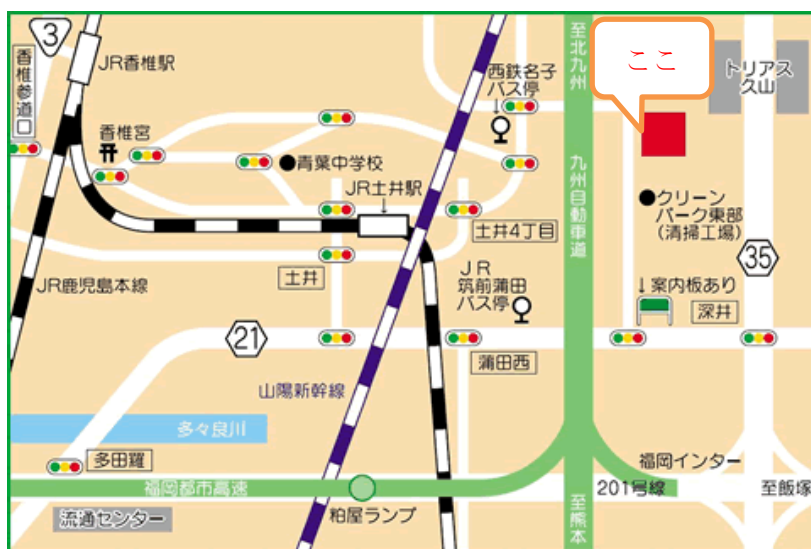 3
香椎参道口
JR香椎駅
香椎宮
青葉中学校
JR土井駅
西鉄名子
バス停
↓
至北九州
九州自動車道
至熊本
ここ
トリアス
久山
クリーン
パーク東部
(清掃工場)
↓案内板あり
深井
35
土井4丁目
土井
JR
筑前蒲田
バス停
蒲田西
21
JR鹿児島本線
山陽新幹線
多々良川
多田羅
福岡都市高速
粕屋ランプ
流通センター
福岡インター
201号線
至飯塚